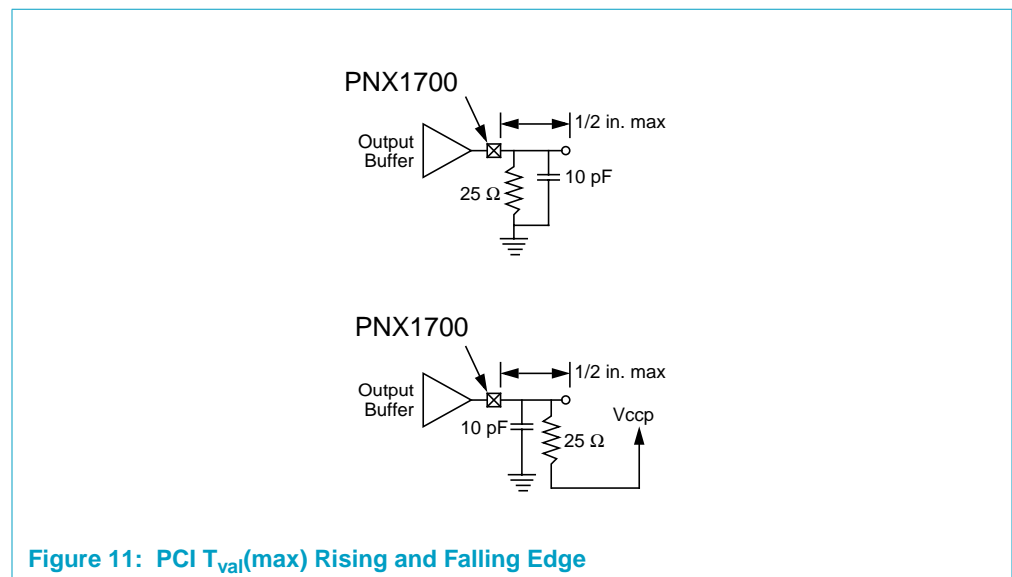 PNX1700
1/2 in. max
Output
Buffer
10 pF
25 Ω
PNX1700
1/2 in. max
Output
Buffer
Vccp
10 pF
25 Ω
Figure 11: PCI Tval(max) Rising and Falling Edge